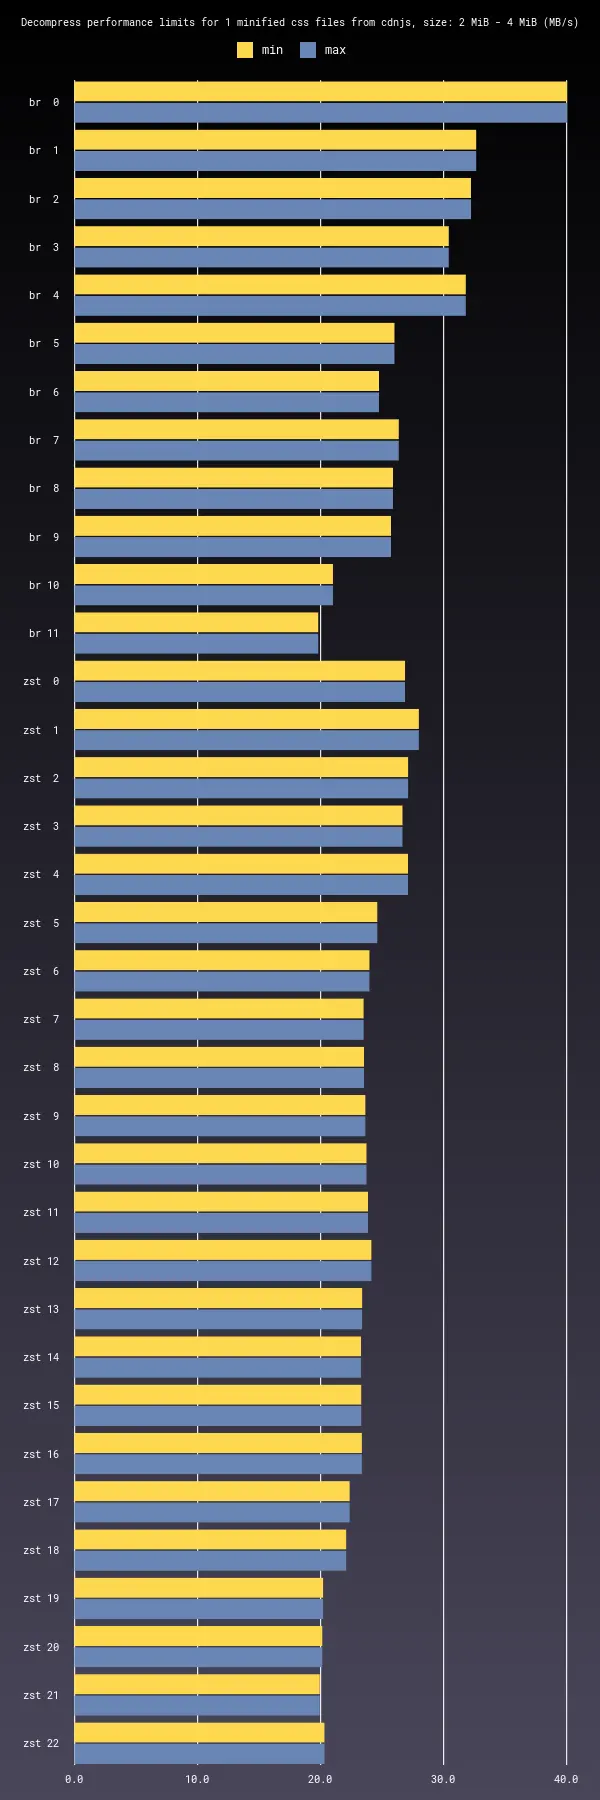 Decompress performance limits for 1 minified css files from cdnjs, size: 2 MiB - 4 MiB (MB/s)
min max
br 0
br 1
br 2
br 3
br 4
br 5
br 6
br 7
br 8
br 9
br 10
br 11
zst 0
zst 1
zst 2
zst 3
zst 4
zst 5
zst 6
zst 7
zst 8
zst 9
zst 10
zst 11
zst 12
zst 13
zst 14
zst 15
zst 16
zst 17
zst 18
zst 19
zst 20
zst 21
zst 22
0.0 10.0 20.0 30.0 40.0